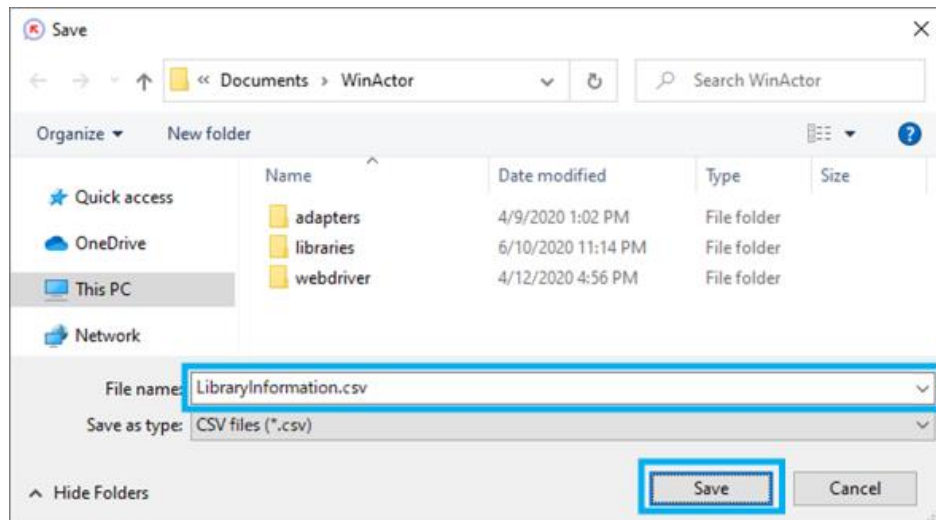 Save
« Documents › WinActor
Search WinActor
Organize
New folder
Name Date modified Type Size
Quick access
OneDrive
This PC
Network
adapters 4/9/2020 1:02 PM File folder
libraries 6/10/2020 11:14 PM File folder
webdriver 4/12/2020 4:56 PM File folder
File name: LibraryInformation.csv
Save as type: CSV files (*.csv)
Hide Folders
Save
Cancel